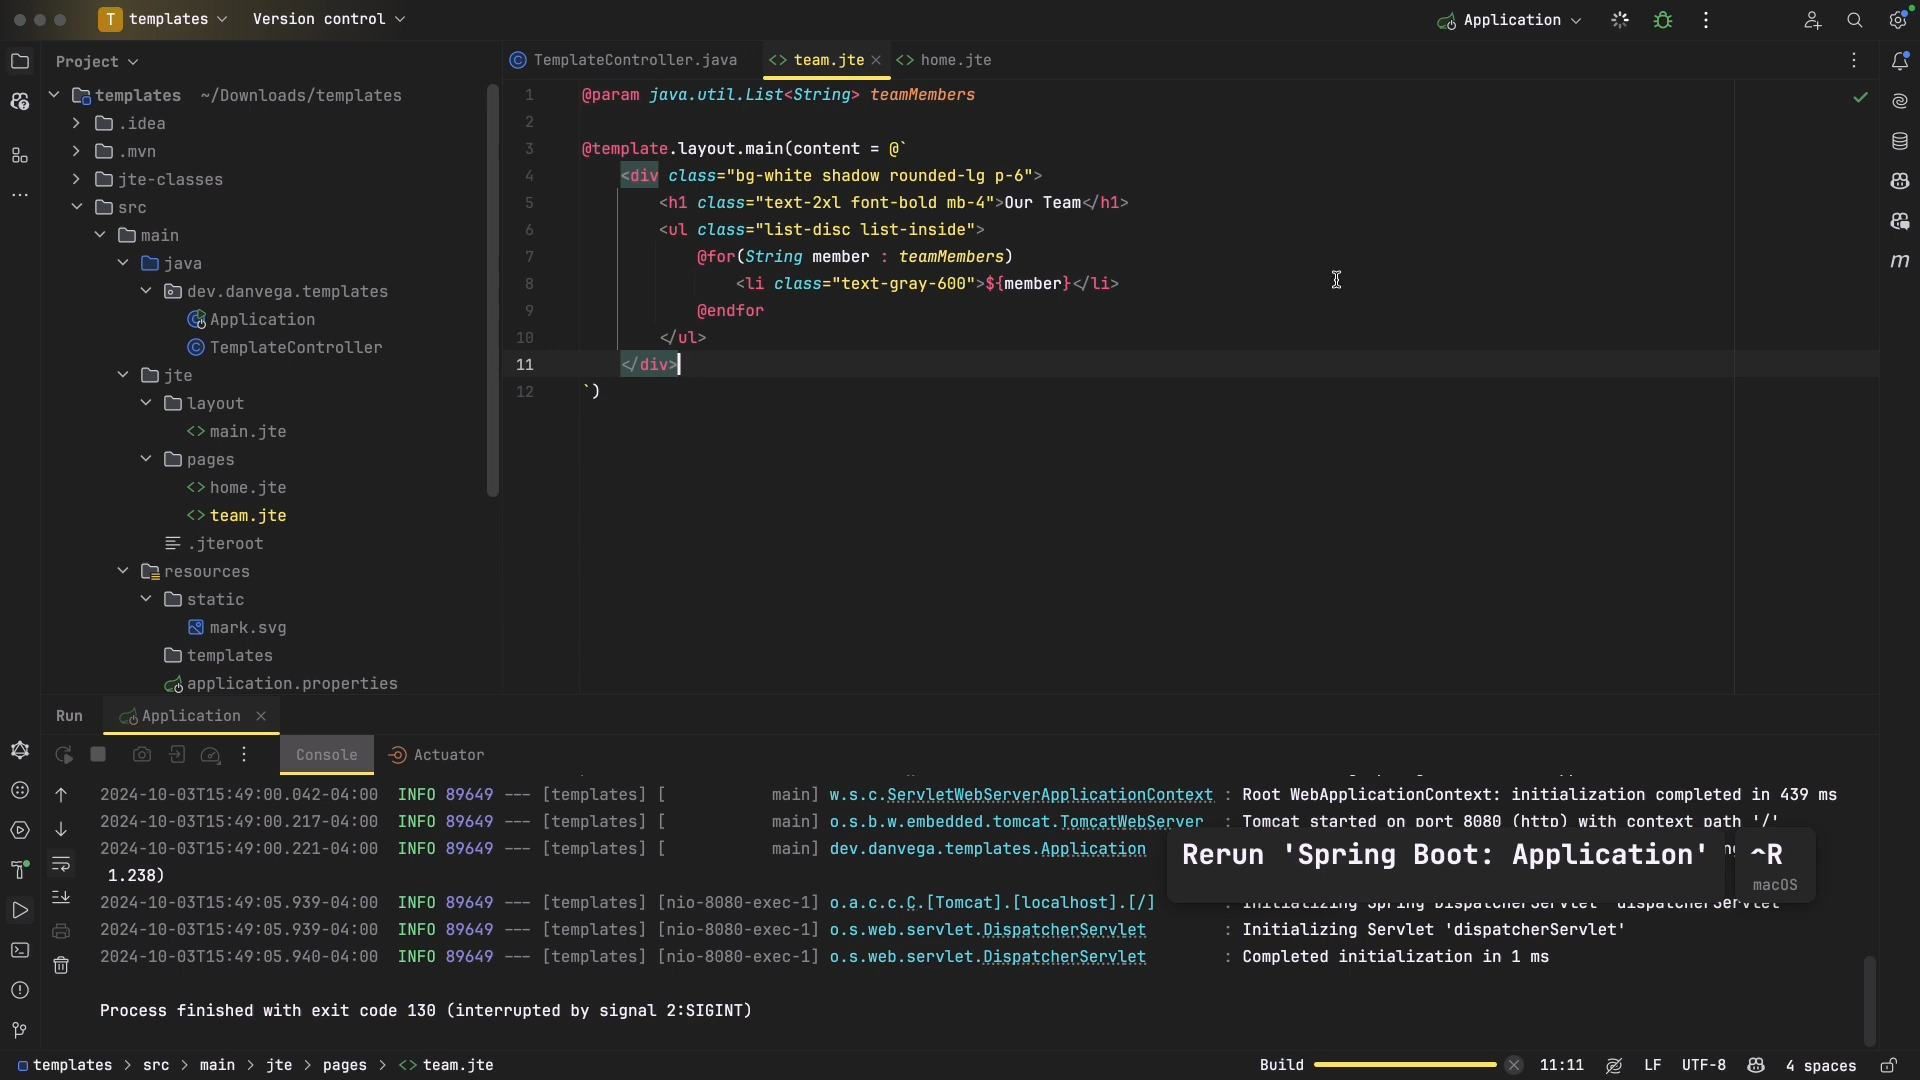 T templates Version control Application
Project
TemplateController.java team.jte home.jte
templates ~/Downloads/templates
.idea
.mvn
jte-classes
src
main
java
dev.danvega.templates
Application
TemplateController
jte
layout
main.jte
pages
home.jte
team.jte
.jteroot
resources
static
mark.svg
templates
application.properties
1 @param java.util.List<String> teamMembers
2
3 @template.layout.main(content = @`
4 <div class="bg-white shadow rounded-lg p-6">
5 <h1 class="text-2xl font-bold mb-4">Our Team</h1>
6 <ul class="list-disc list-inside">
7 @for(String member : teamMembers)
8 <li class="text-gray-600">${member}</li>
9 @endfor
10 </ul>
11 </div>
12 `)
m
Run Application
Console Actuator
2024-10-03T15:49:00.042-04:00 INFO 89649 --- [templates] [ main] w.s.c.ServletWebServerApplicationContext : Root WebApplicationContext: initialization completed in 439 ms
2024-10-03T15:49:00.217-04:00 INFO 89649 --- [templates] [ main] o.s.b.w.embedded.tomcat.TomcatWebServer : Tomcat started on port 8080 (http) with context path '/'
2024-10-03T15:49:00.221-04:00 INFO 89649 --- [templates] [ main] dev.danvega.templates.Application
1.238)
Rerun 'Spring Boot: Application' ^R
macOS
2024-10-03T15:49:05.939-04:00 INFO 89649 --- [templates] [nio-8080-exec-1] o.a.c.c.C.[Tomcat].[localhost].[/] : Initializing Spring DispatcherServlet 'dispatcherServlet'
2024-10-03T15:49:05.939-04:00 INFO 89649 --- [templates] [nio-8080-exec-1] o.s.web.servlet.DispatcherServlet : Initializing Servlet 'dispatcherServlet'
2024-10-03T15:49:05.940-04:00 INFO 89649 --- [templates] [nio-8080-exec-1] o.s.web.servlet.DispatcherServlet : Completed initialization in 1 ms
Process finished with exit code 130 (interrupted by signal 2:SIGINT)
templates > src > main > jte > pages > team.jte Build 11:11 LF UTF-8 4 spaces